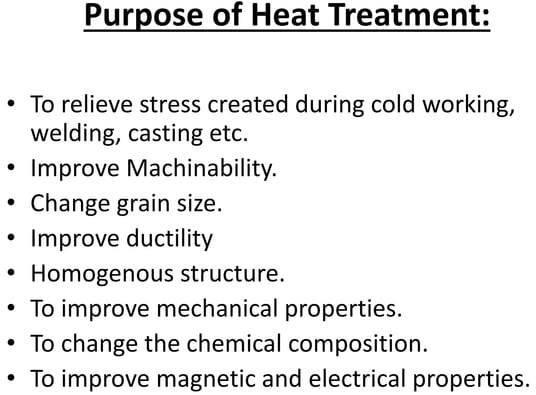 Purpose of Heat Treatment:
• To relieve stress created during cold working,
welding, casting etc.
• Improve Machinability.
• Change grain size.
• Improve ductility
• Homogenous structure.
• To improve mechanical properties.
• To change the chemical composition.
• To improve magnetic and electrical properties.